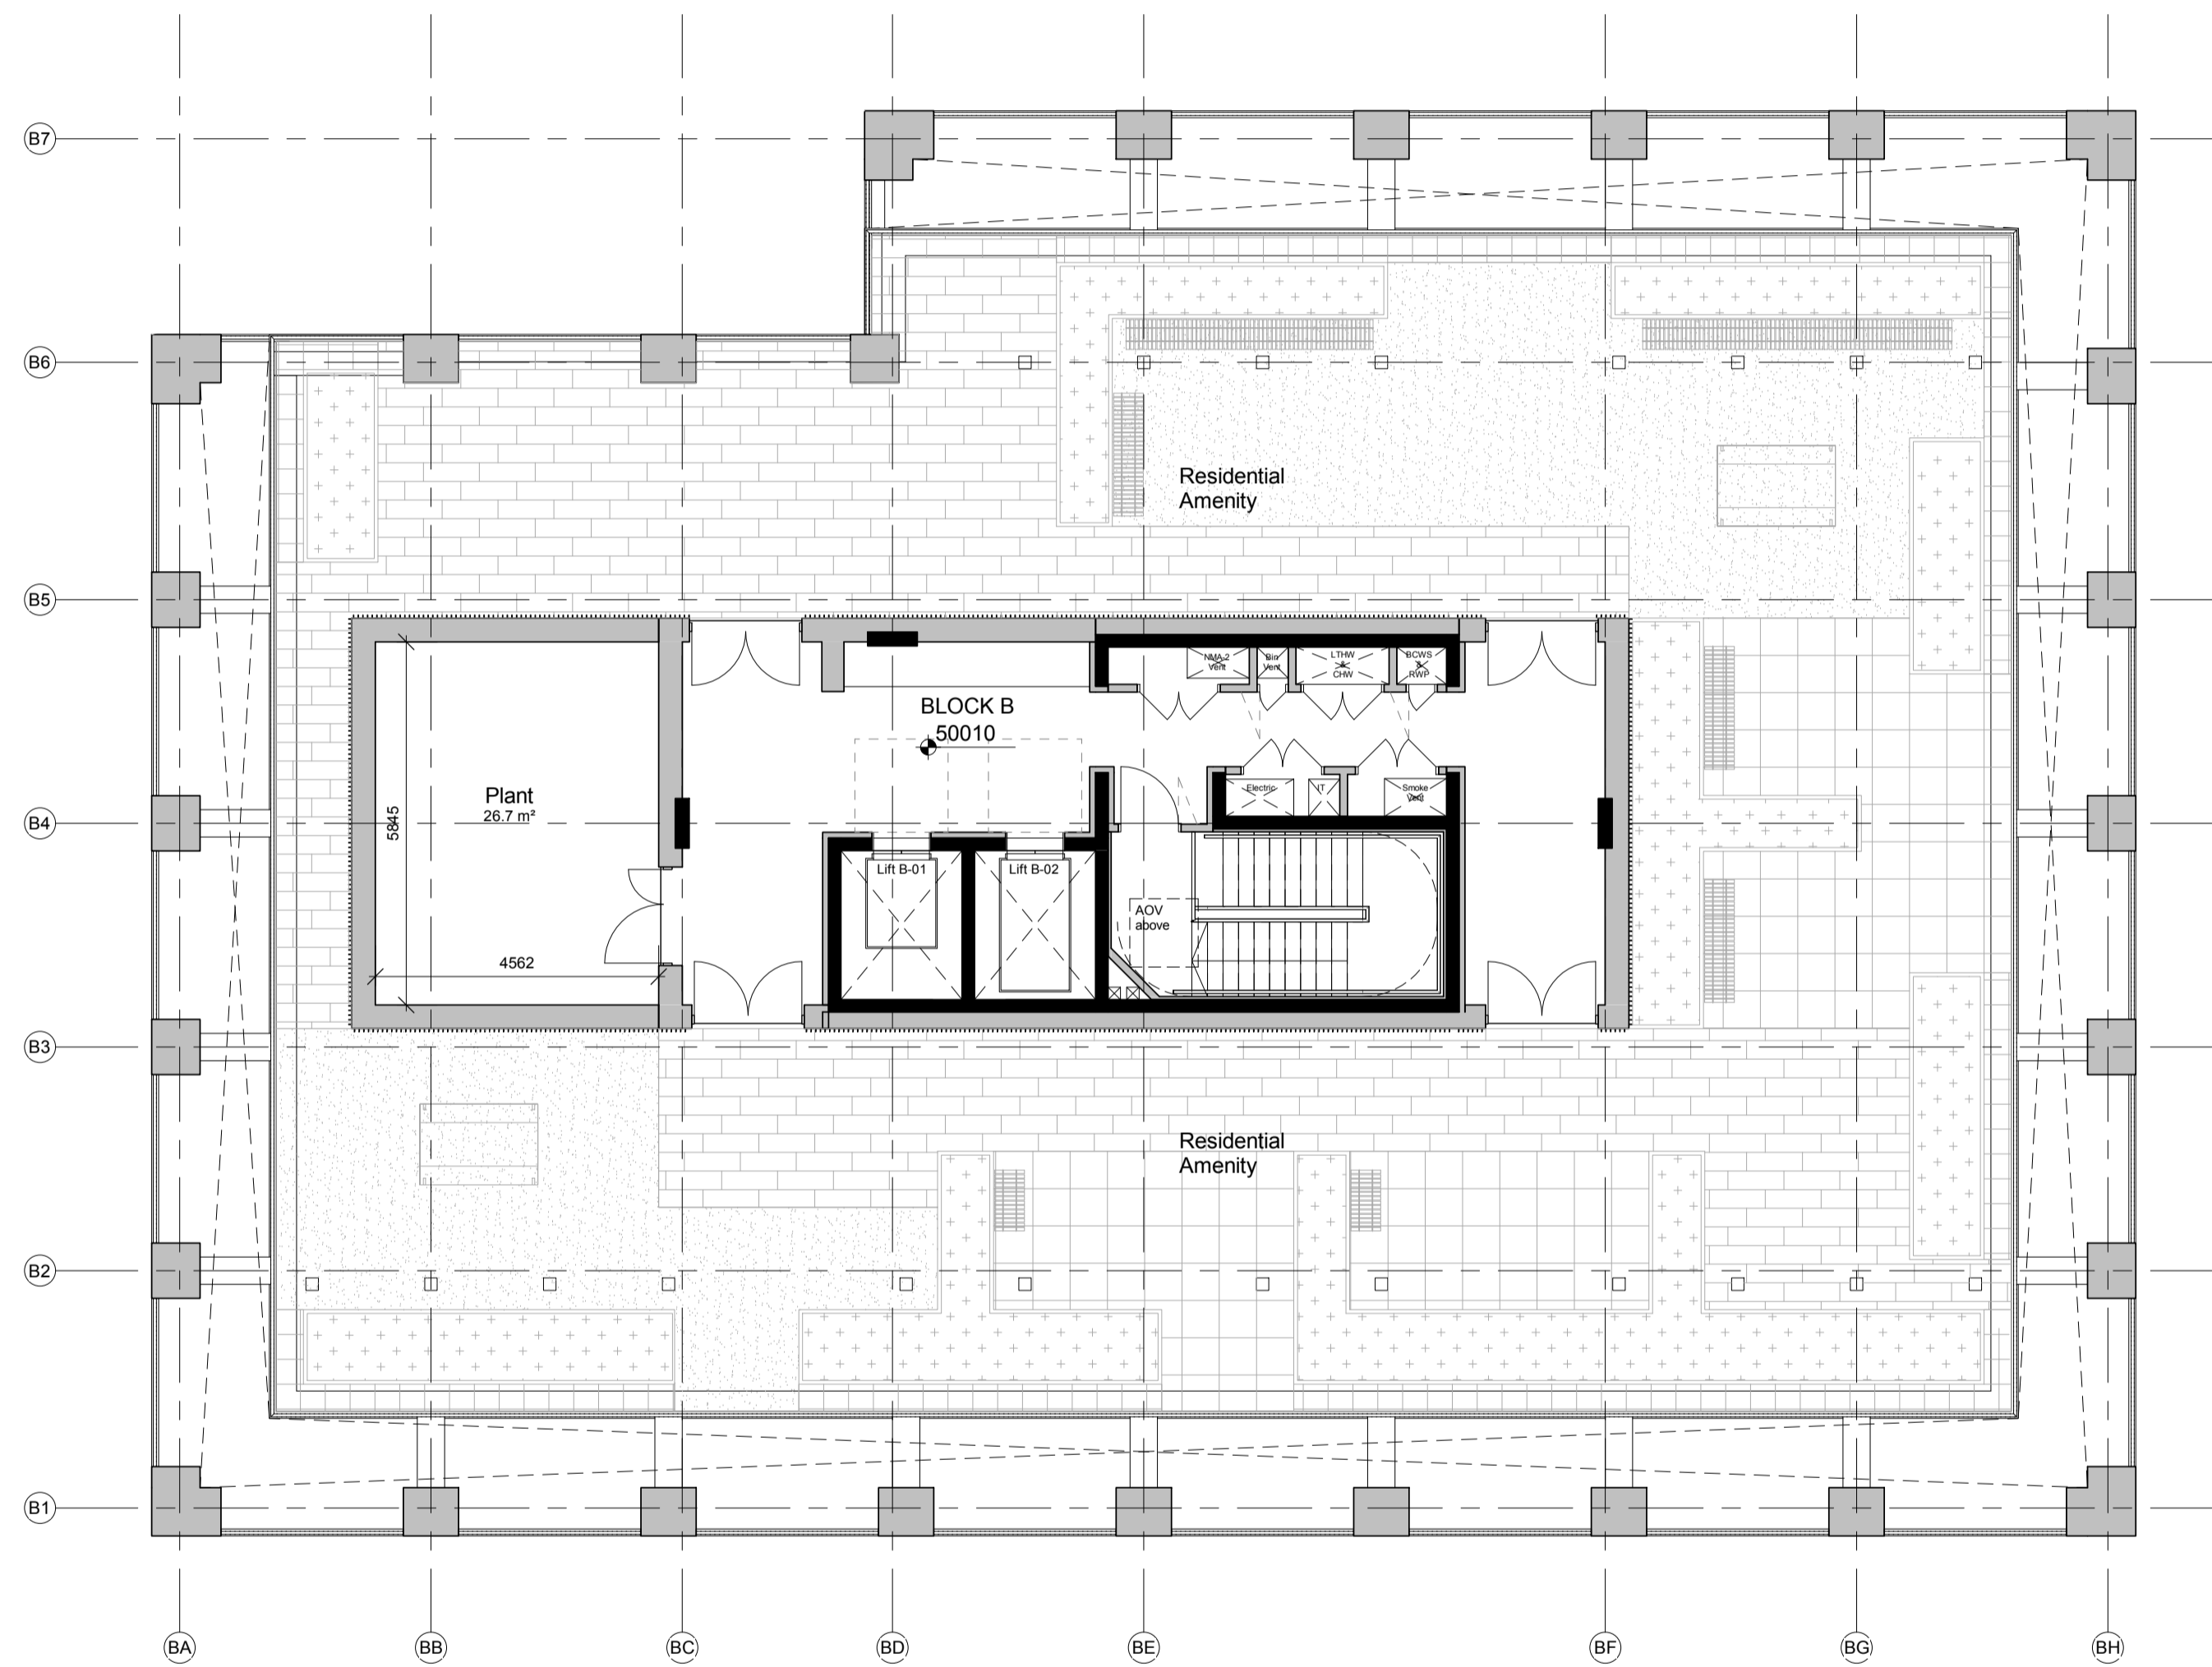 B7
B6
Residential
Amenity
B5
NMA-2
Vent
Bin
Vent
LTHW
&
CHW
BCWS
&
RWP
BLOCK B
50010
Plant
26.7 m²
5845
Electric
IT
Smoke
Vent
B4
Lift B-01
Lift B-02
AOV
above
4562
B3
Residential
Amenity
B2
B1
BA
BB
BC
BD
BE
BF
BG
BH